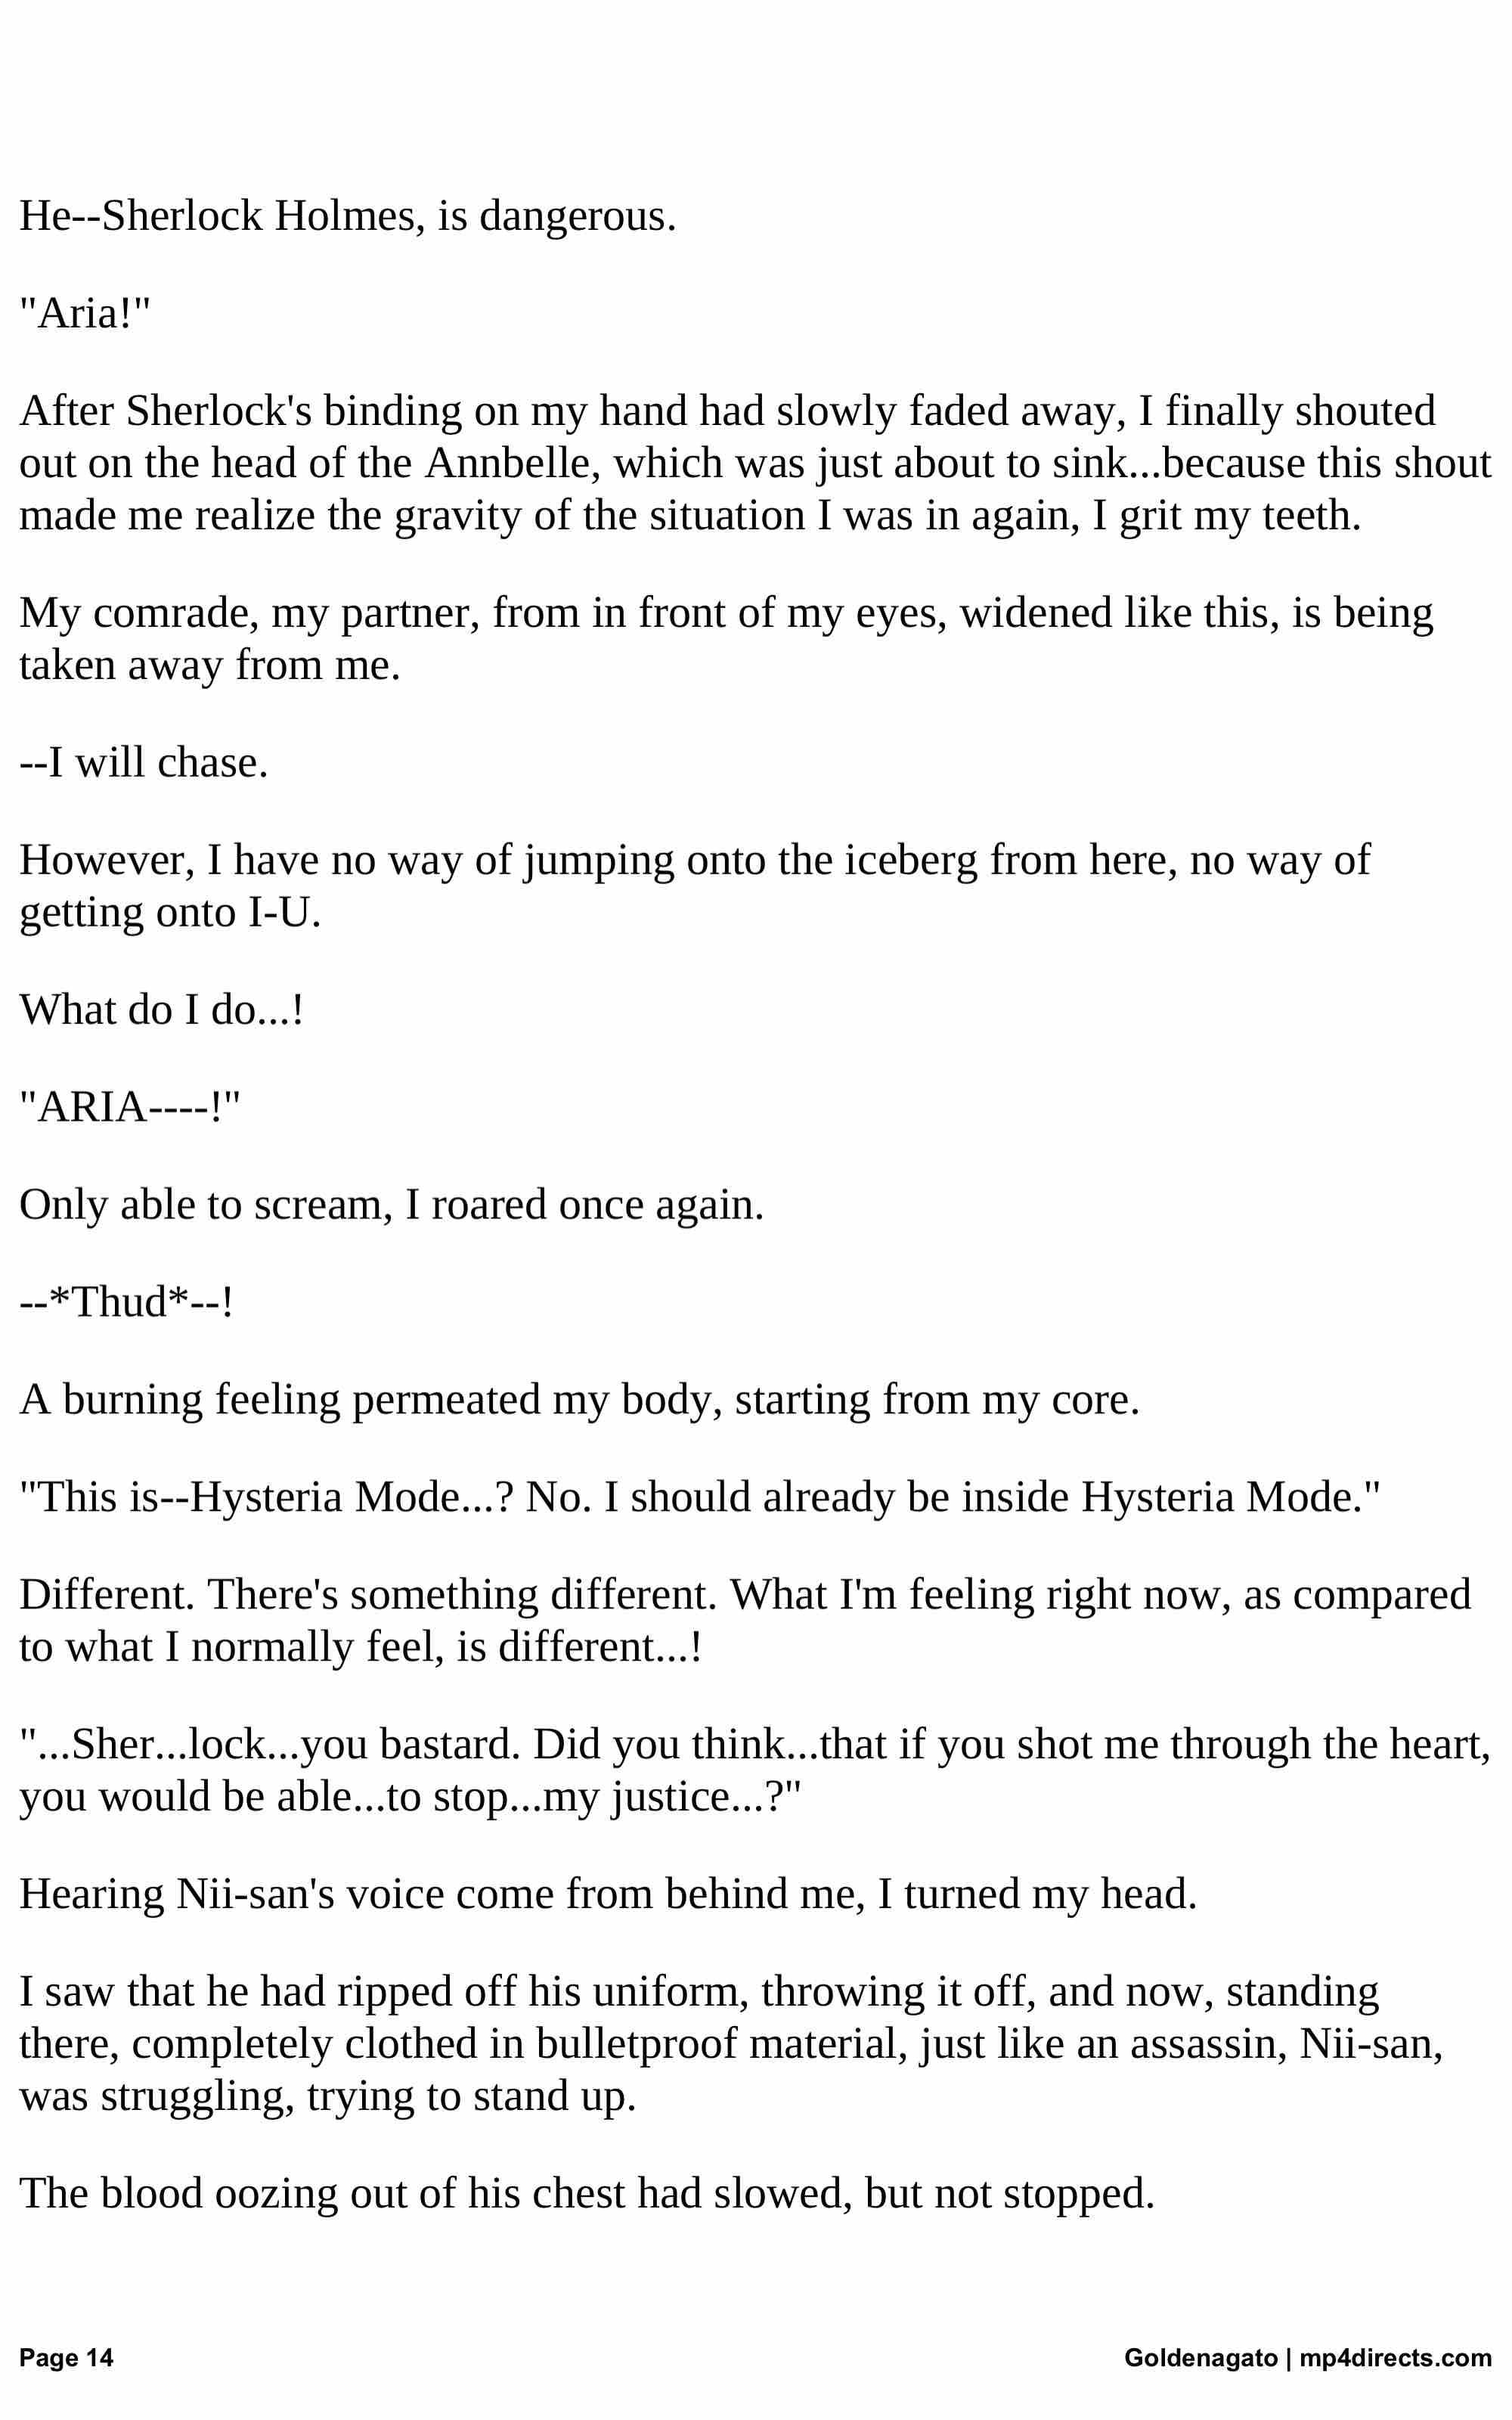 He--Sherlock Holmes, is dangerous.
"Aria!"
After Sherlock's binding on my hand had slowly faded away, I finally shouted
out on the head of the Annbelle, which was just about to sink...because this shout
made me realize the gravity of the situation I was in again, I grit my teeth.
My comrade, my partner, from in front of my eyes, widened like this, is being
taken away from me.
--I will chase.
However, I have no way of jumping onto the iceberg from here, no way of
getting onto I-U.
What do I do...!
"ARIA----!"
Only able to scream, I roared once again.
--*Thud*--!
A burning feeling permeated my body, starting from my core.
"This is--Hysteria Mode...? No. I should already be inside Hysteria Mode."
Different. There's something different. What I'm feeling right now, as compared
to what I normally feel, is different...!
"...Sher...lock...you bastard. Did you think...that if you shot me through the heart,
you would be able...to stop...my justice...?"
Hearing Nii-san's voice come from behind me, I turned my head.
I saw that he had ripped off his uniform, throwing it off, and now, standing
there, completely clothed in bulletproof material, just like an assassin, Nii-san,
was struggling, trying to stand up.
The blood oozing out of his chest had slowed, but not stopped.
Page 14
Goldenagato | mp4directs.com